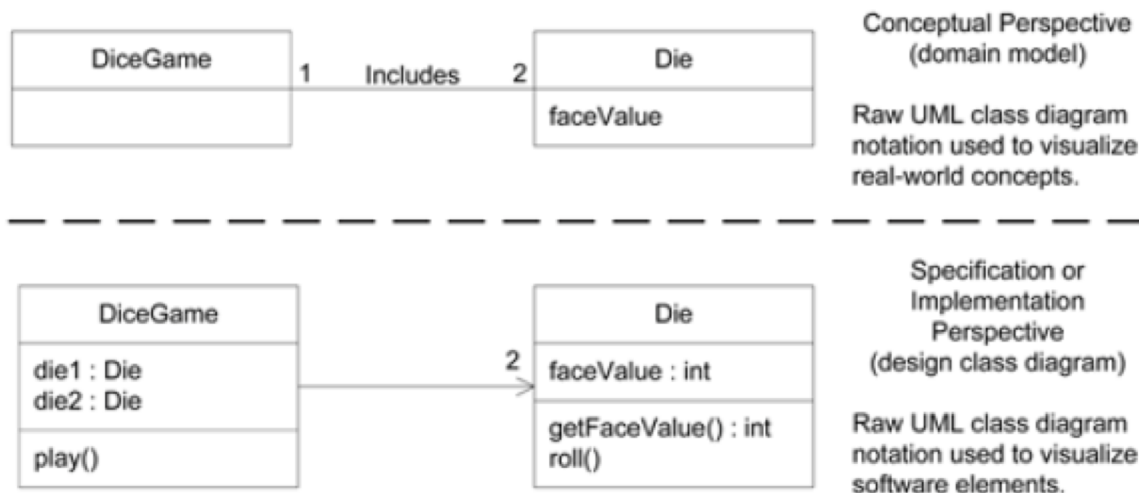 DiceGame
1
Includes
2
Die
faceValue
Conceptual Perspective
(domain model)
Raw UML class diagram
notation used to visualize
real-world concepts.
DiceGame
die1 : Die
die2 : Die
play()
2
Die
faceValue : int
getFaceValue() : int
roll()
Specification or
Implementation
Perspective
(design class diagram)
Raw UML class diagram
notation used to visualize
software elements.